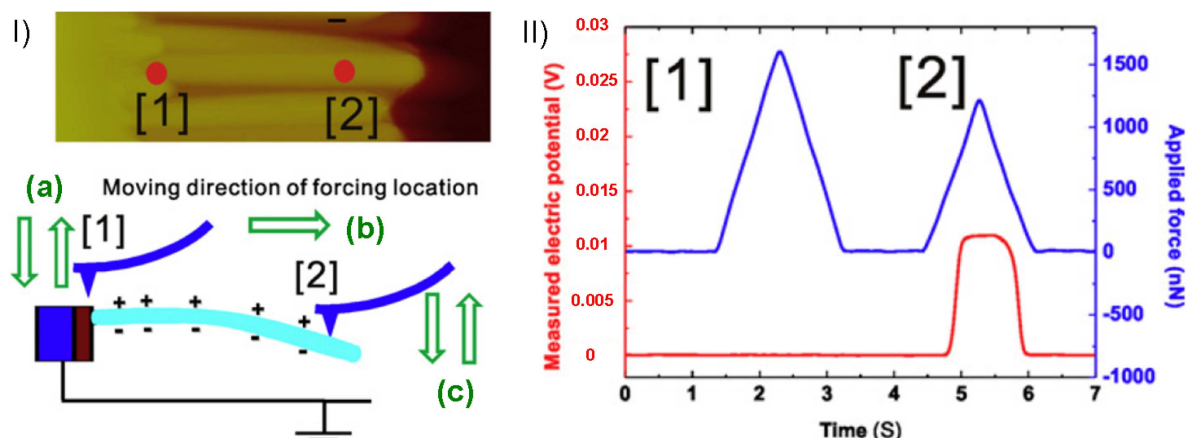 I)
[1]
[2]
(a)
Moving direction of forcing location
[1]
(b)
[2]
+ + + + +
- - - - -
(c)
II)
[1]
[2]
Measured electric potential (V)
0.03
0.025
0.02
0.015
0.01
0.005
0
0 1 2 3 4 5 6 7
Time (S)
1500
1000
500
0
-500
-1000
Applied force (nN)